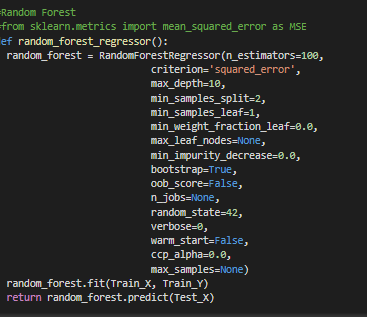 #Random Forest
#from sklearn.metrics import mean_squared_error as MSE
def random_forest_regressor():
random_forest = RandomForestRegressor(n_estimators=100,
criterion='squared_error',
max_depth=10,
min_samples_split=2,
min_samples_leaf=1,
min_weight_fraction_leaf=0.0,
max_leaf_nodes=None,
min_impurity_decrease=0.0,
bootstrap=True,
oob_score=False,
n_jobs=None,
random_state=42,
verbose=0,
warm_start=False,
ccp_alpha=0.0,
max_samples=None)
random_forest.fit(Train_X, Train_Y)
return random_forest.predict(Test_X)